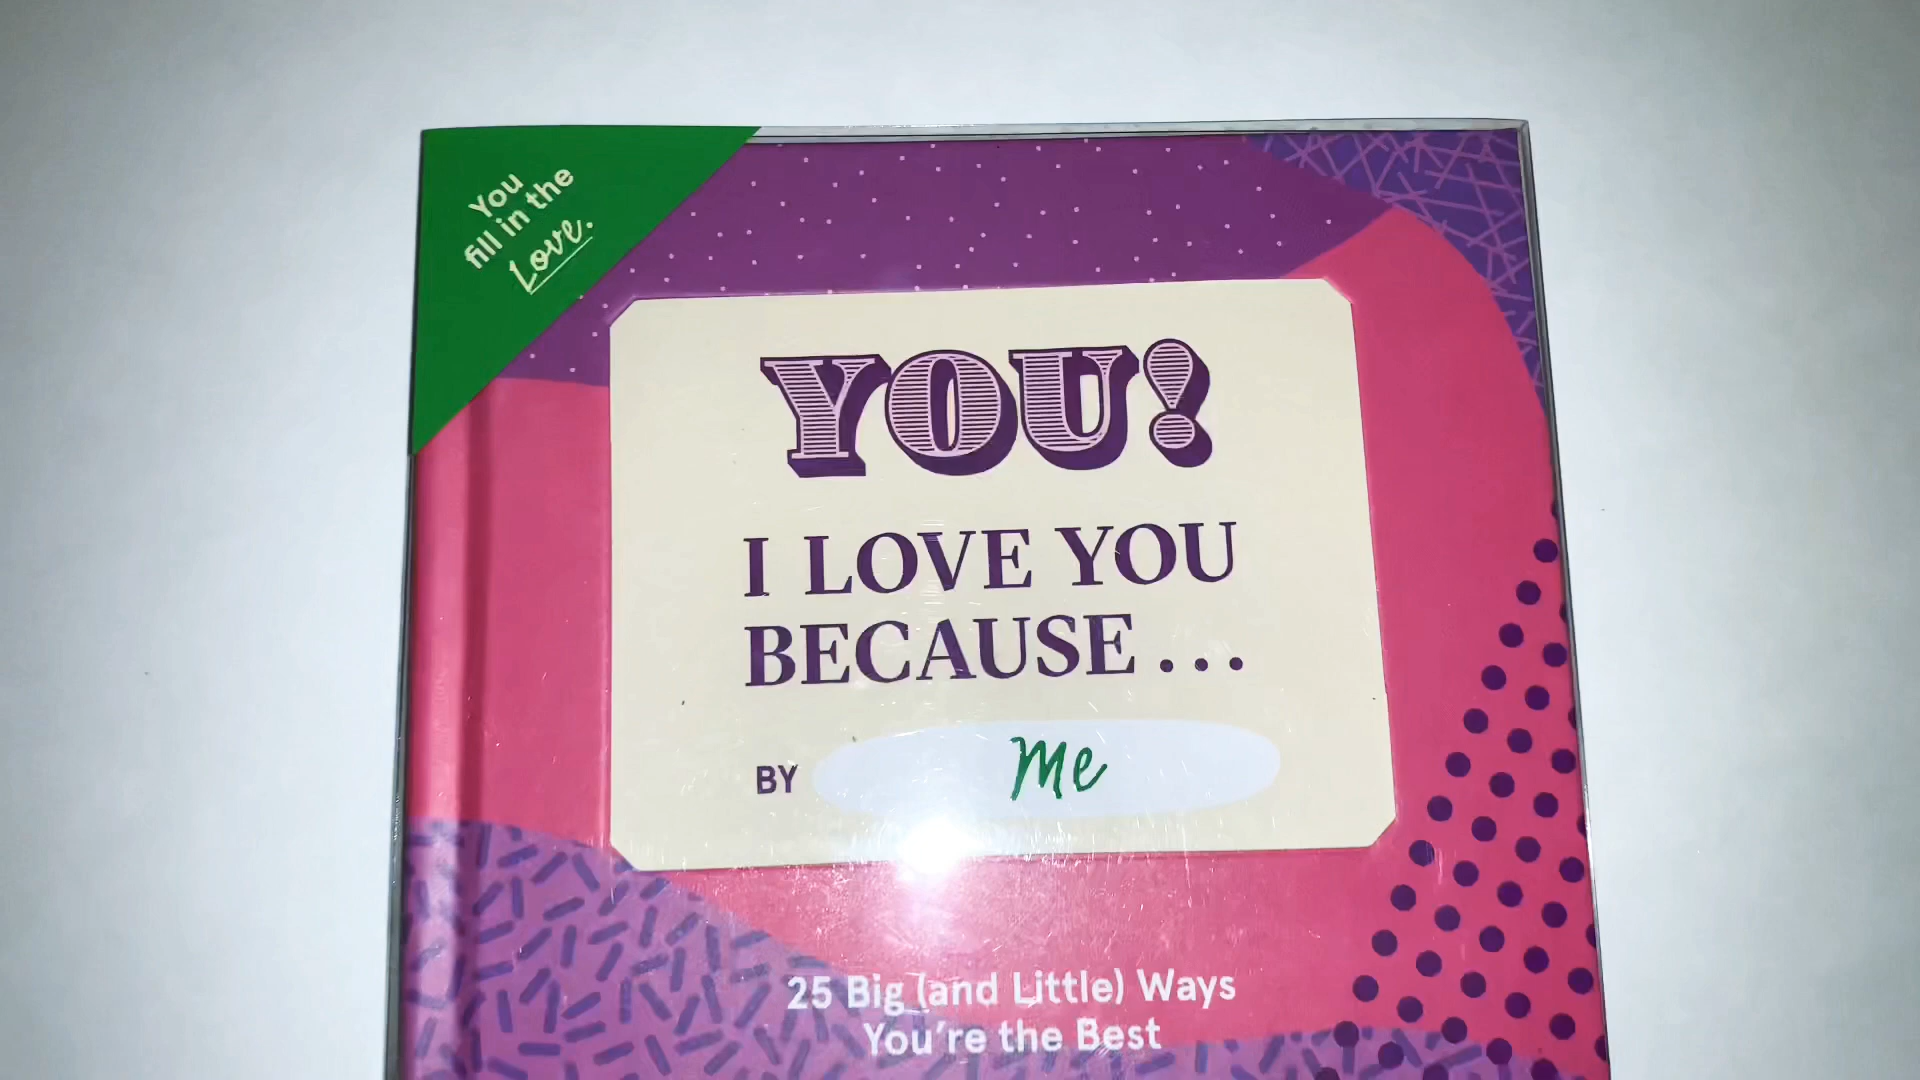 You
fill in the
Love.
YOU!
I LOVE YOU
BECAUSE...
BY Me
25 Big (and Little) Ways
You're the Best